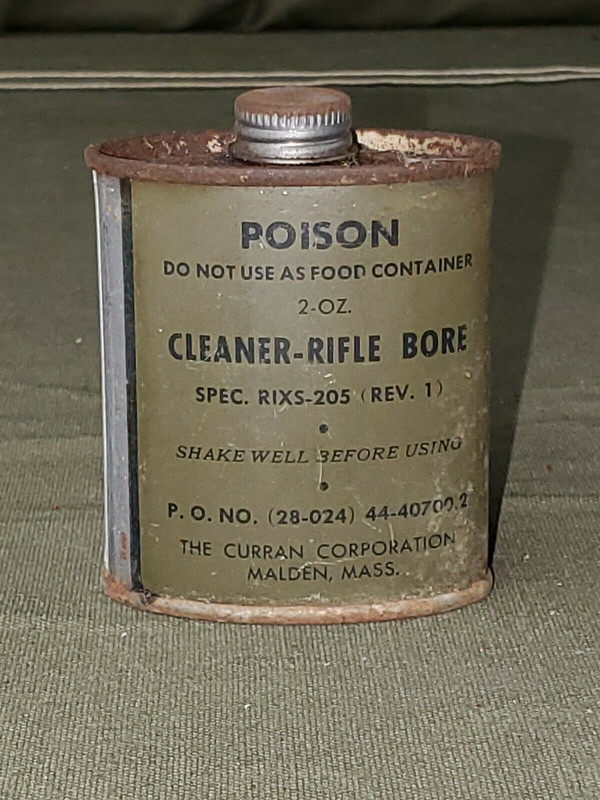 POISON
DO NOT USE AS FOOD CONTAINER
2-OZ.
CLEANER-RIFLE BORE
SPEC. RIXS-205 (REV. 1)
SHAKE WELL BEFORE USING
P. O. NO. (28-024) 44-40700.2
THE CURRAN CORPORATION
MALDEN, MASS.